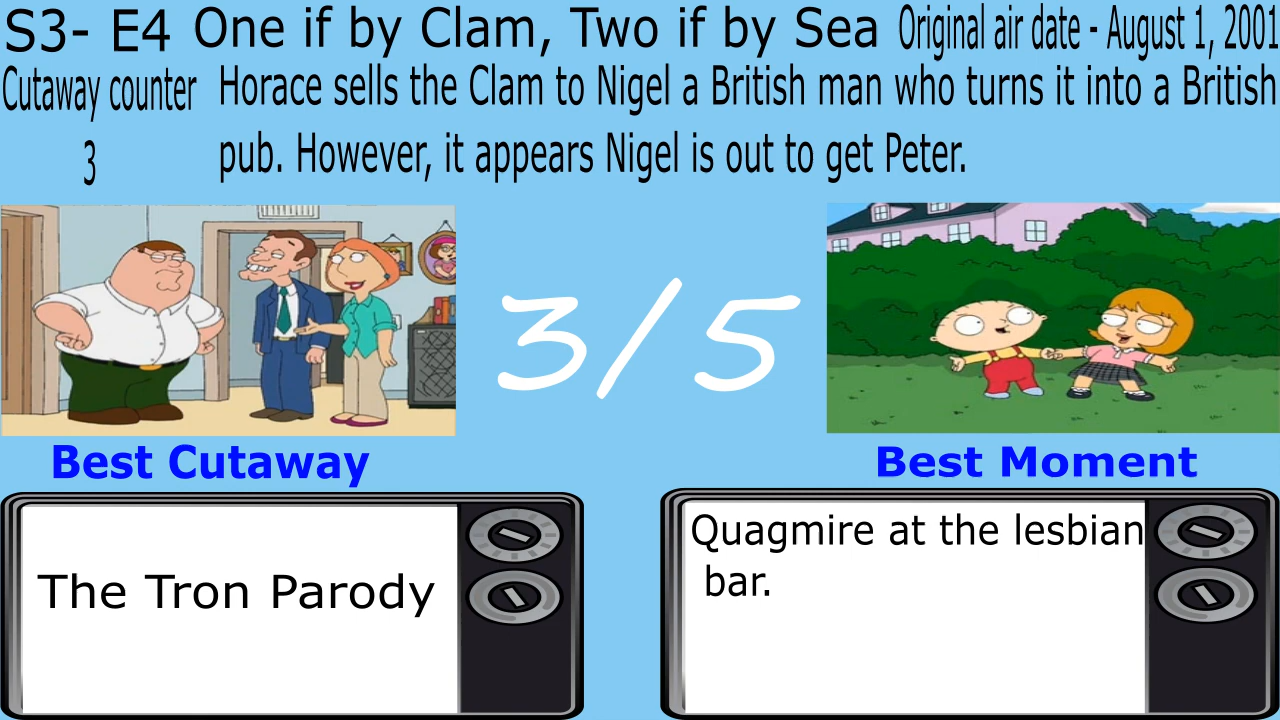 S3- E4 One if by Clam, Two if by Sea Original air date - August 1, 2001
Cutaway counter
3
Horace sells the Clam to Nigel a British man who turns it into a British
pub. However, it appears Nigel is out to get Peter.
3/5
Best Cutaway
Best Moment
The Tron Parody
Quagmire at the lesbian
bar.